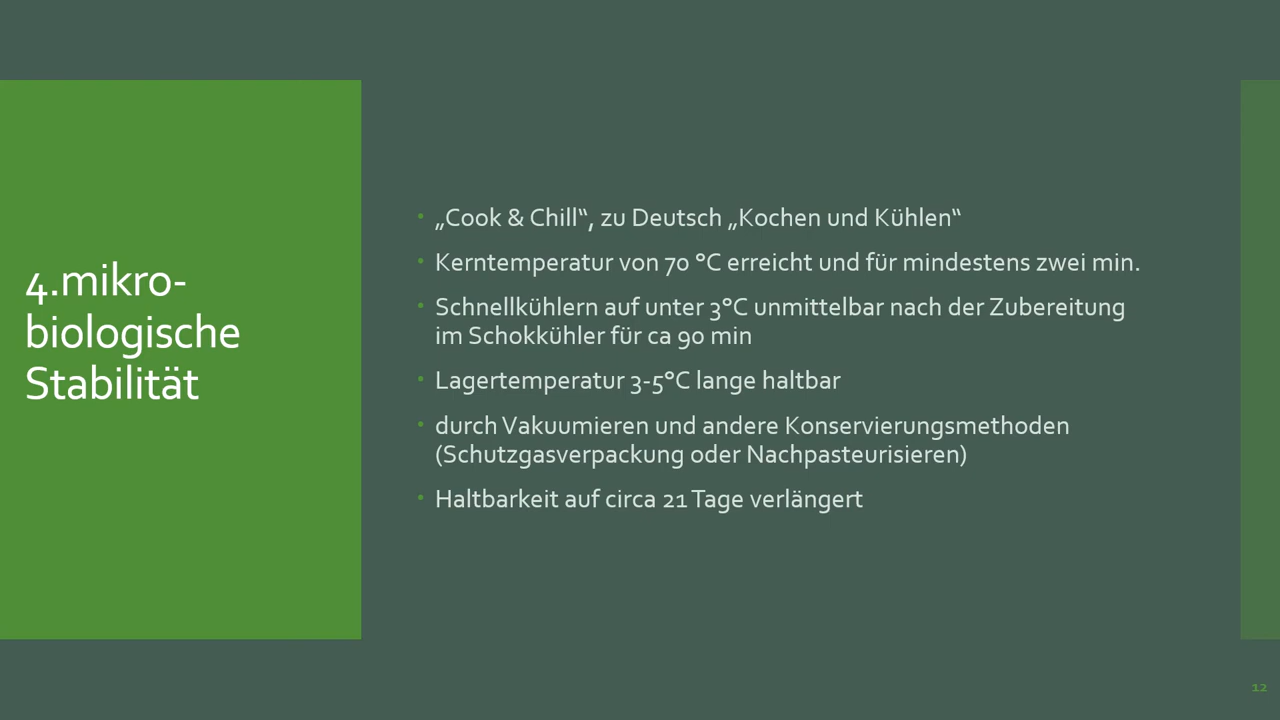 4.mikro-
biologische
Stabilität
• „Cook & Chill“, zu Deutsch „Kochen und Kühlen“
• Kerntemperatur von 70 °C erreicht und für mindestens zwei min.
• Schnellkühlern auf unter 3°C unmittelbar nach der Zubereitung
im Schokkühler für ca 90 min
• Lagertemperatur 3-5°C lange haltbar
• durch Vakuumieren und andere Konservierungsmethoden
(Schutzgasverpackung oder Nachpasteurisieren)
• Haltbarkeit auf circa 21 Tage verlängert
12